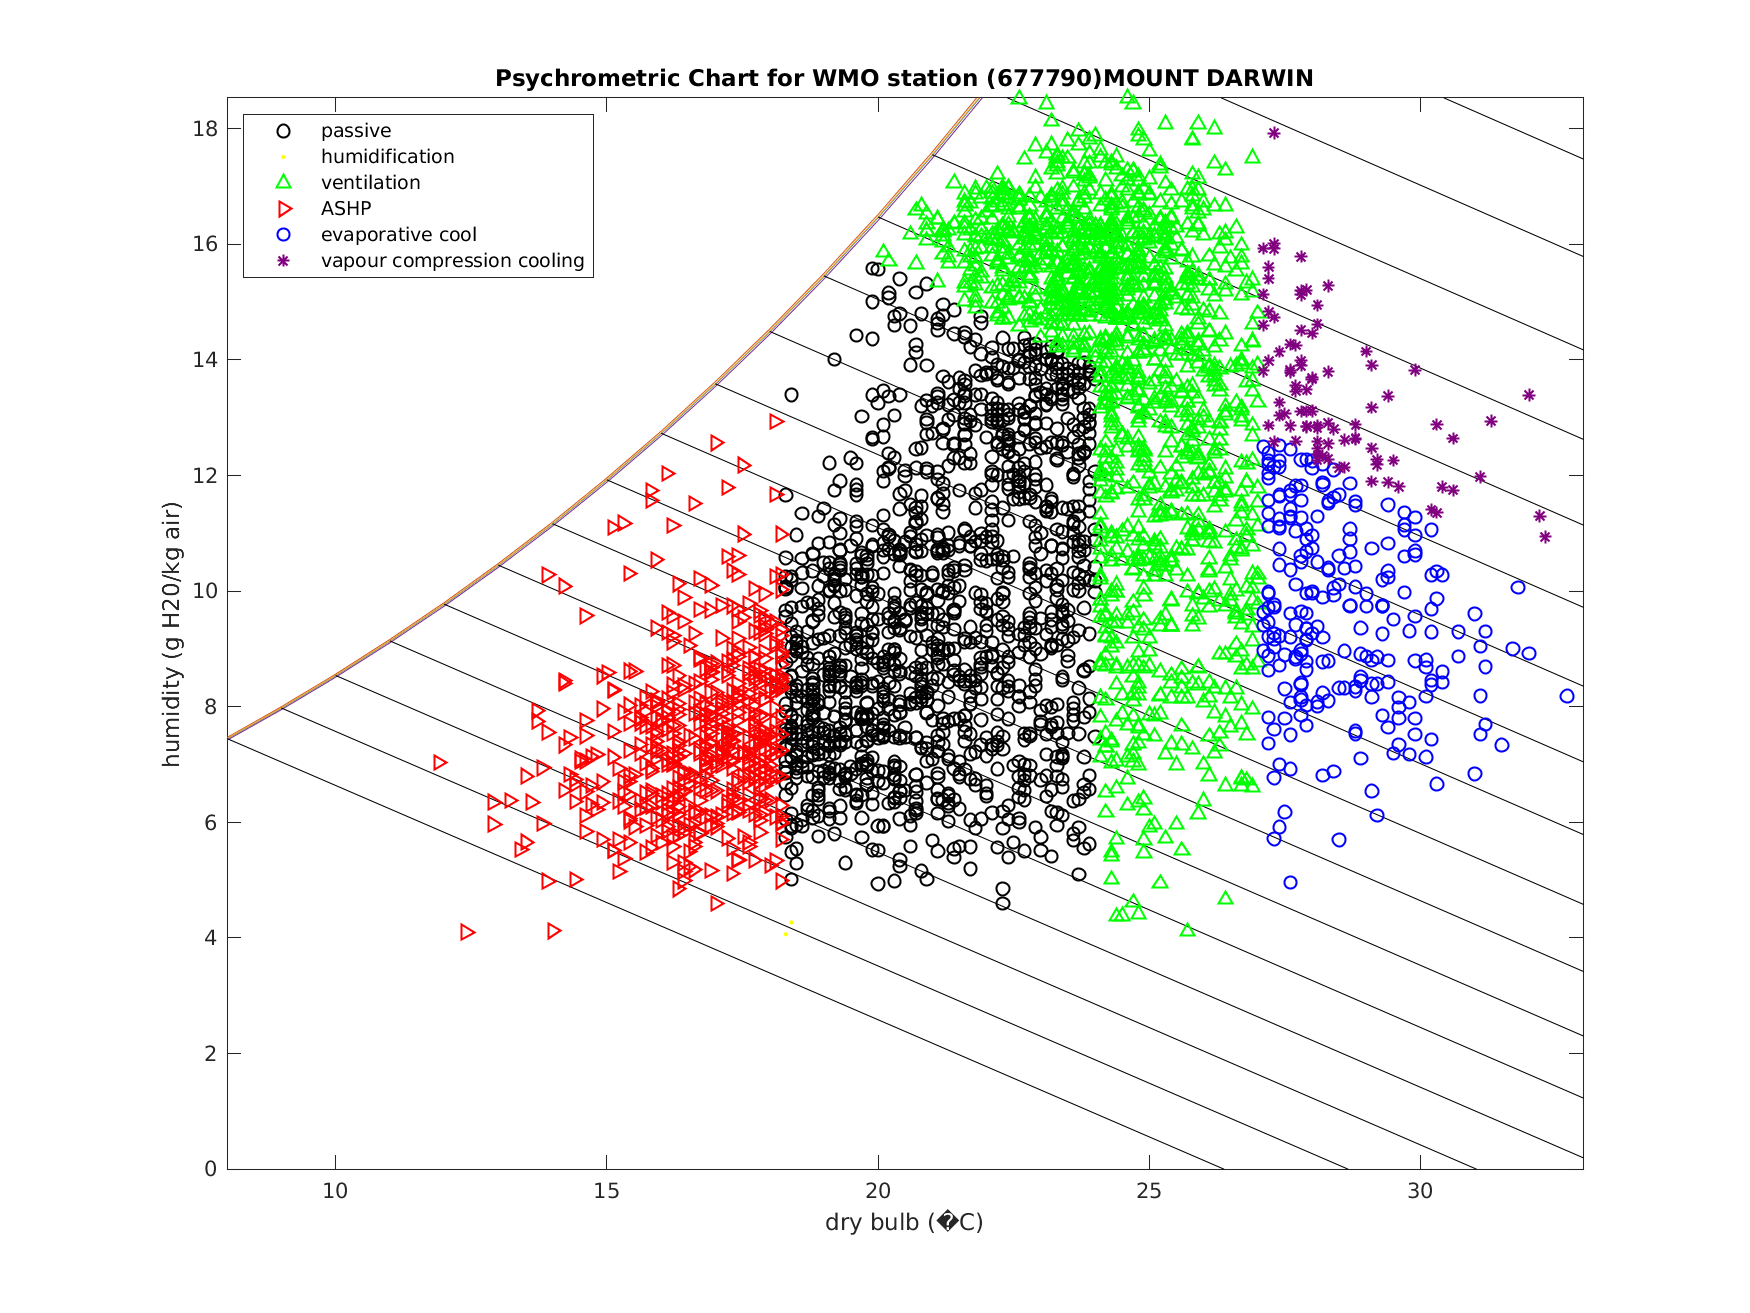 Psychrometric Chart for WMO station (677790)MOUNT DARWIN
passive
humidification
ventilation
ASHP
evaporative cool
vapour compression cooling
humidity (g H20/kg air)
18
16
14
12
10
8
6
4
2
0
10
15
20
25
30
dry bulb (�C)